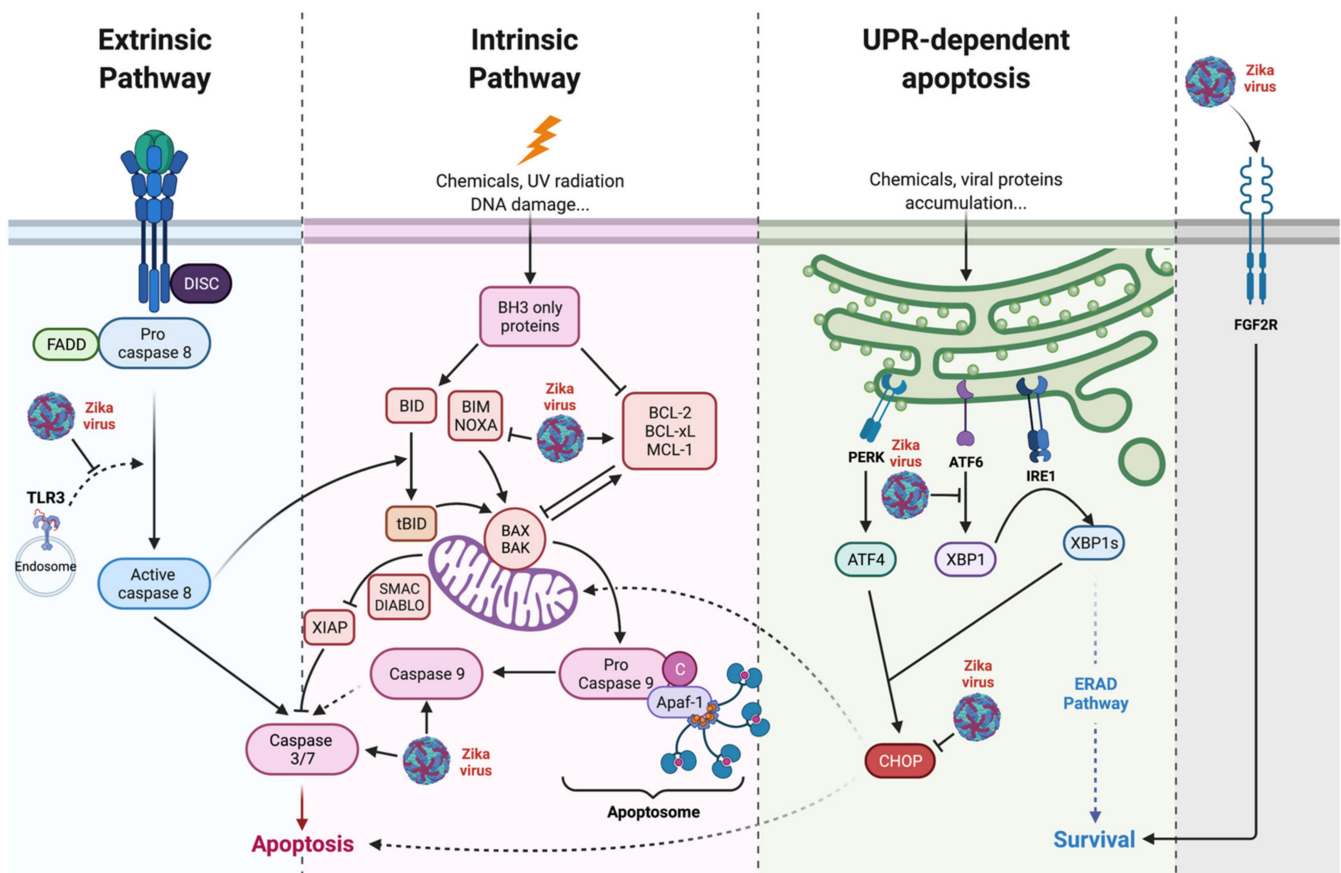 Extrinsic
Pathway
DISC
FADD
Pro
caspase 8
Zika
virus
TLR3
Endosome
Active
caspase 8
Intrinsic
Pathway
Chemicals, UV radiation
DNA damage...
BH3 only
proteins
BID
BIM
NOXA
Zika
virus
BCL-2
BCL-xL
MCL-1
tBID
BAX
BAK
SMAC
DIABLO
XIAP
Caspase 9
Pro
Caspase 9
C
Apaf-1
Caspase
3/7
Zika
virus
Apoptosome
Apoptosis
UPR-dependent
apoptosis
Chemicals, viral proteins
accumulation...
PERK
Zika
virus
ATF6
IRE1
ATF4
XBP1
XBP1s
Zika
virus
CHOP
ERAD
Pathway
Survival
Zika
virus
FGF2R